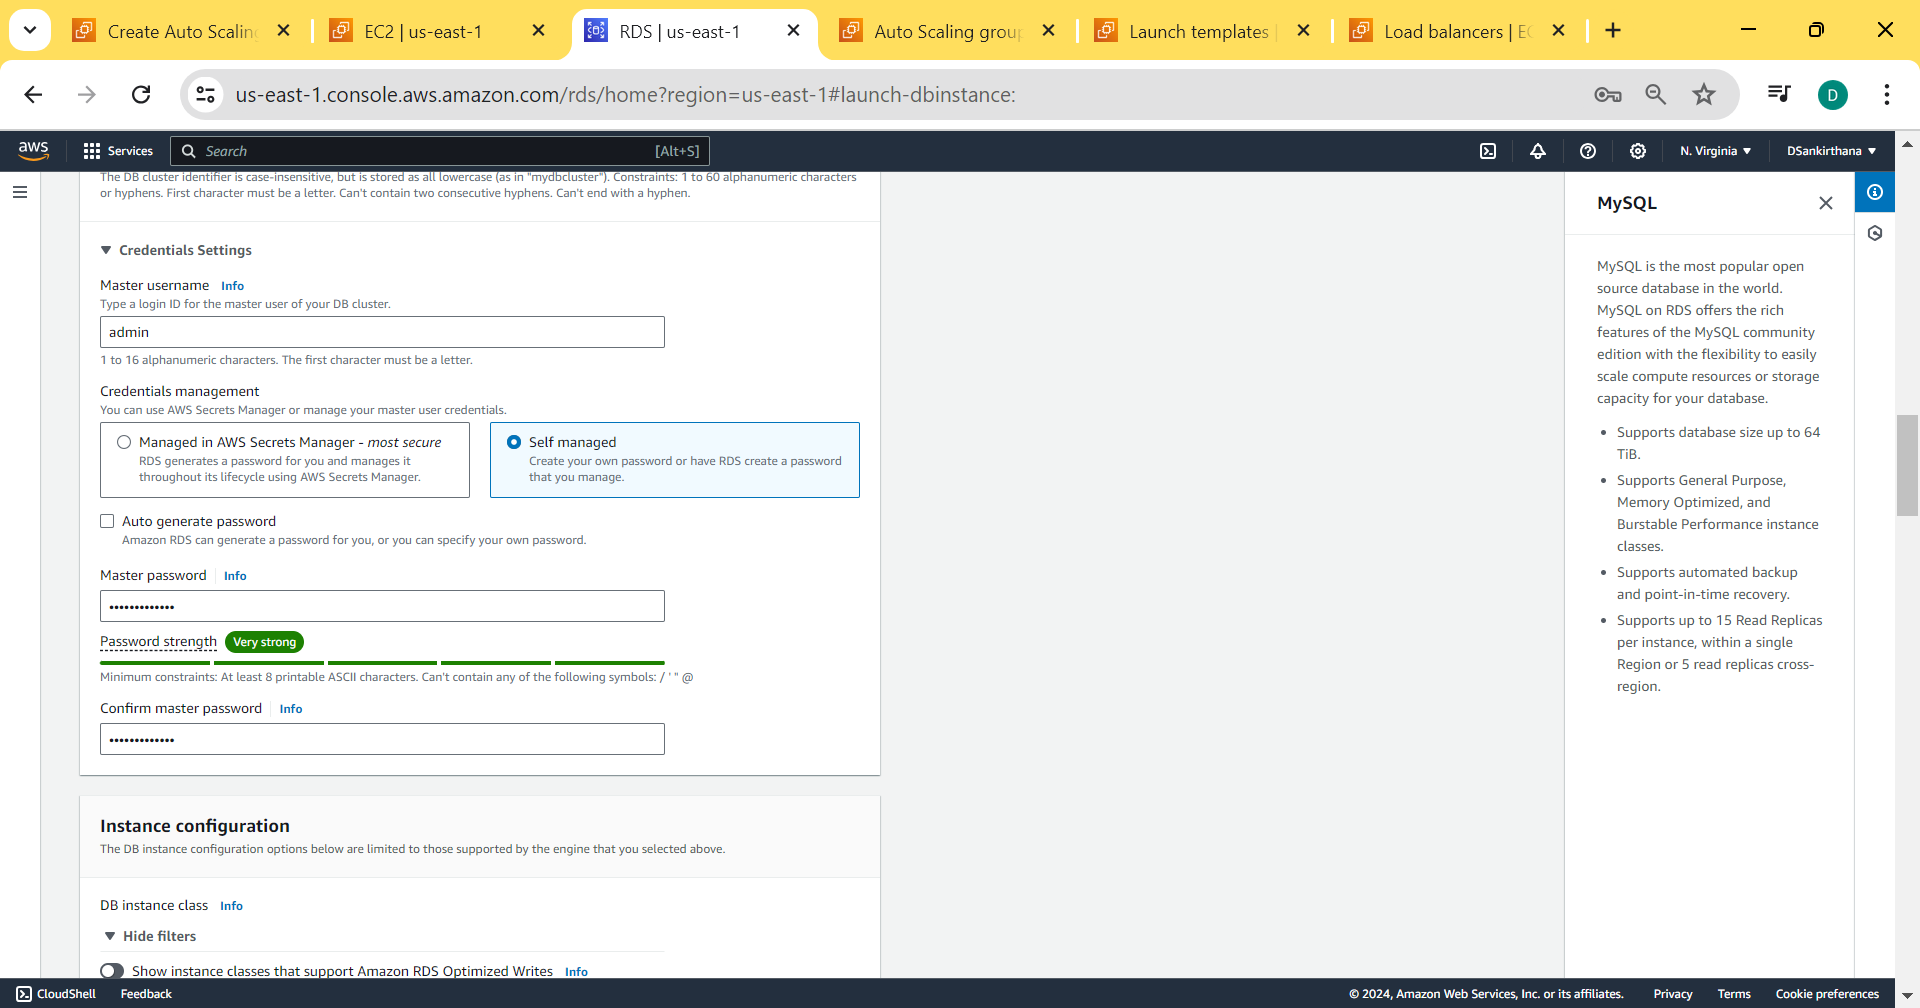 Create Auto Scaling
EC2 | us-east-1
RDS | us-east-1
Auto Scaling grou
Launch templates |
Load balancers | EC
us-east-1.console.aws.amazon.com/rds/home?region=us-east-1#launch-dbinstance:
D
aws
Services
Search
[Alt+S]
N. Virginia
DSankirthana
The DB cluster identifier is case-insensitive, but is stored as all lowercase (as in "mydbcluster"). Constraints: 1 to 60 alphanumeric characters
or hyphens. First character must be a letter. Can't contain two consecutive hyphens. Can't end with a hyphen.
Credentials Settings
Master username Info
Type a login ID for the master user of your DB cluster.
admin
1 to 16 alphanumeric characters. The first character must be a letter.
Credentials management
You can use AWS Secrets Manager or manage your master user credentials.
Managed in AWS Secrets Manager - most secure
RDS generates a password for you and manages it
throughout its lifecycle using AWS Secrets Manager.
Self managed
Create your own password or have RDS create a password
that you manage.
Auto generate password
Amazon RDS can generate a password for you, or you can specify your own password.
Master password Info
•••••••••••••
Password strength Very strong
Minimum constraints: At least 8 printable ASCII characters. Can't contain any of the following symbols: / ' " @
Confirm master password Info
•••••••••••••
Instance configuration
The DB instance configuration options below are limited to those supported by the engine that you selected above.
DB instance class Info
Hide filters
Show instance classes that support Amazon RDS Optimized Writes Info
MySQL
MySQL is the most popular open
source database in the world.
MySQL on RDS offers the rich
features of the MySQL community
edition with the flexibility to easily
scale compute resources or storage
capacity for your database.
• Supports database size up to 64
TiB.
• Supports General Purpose,
Memory Optimized, and
Burstable Performance instance
classes.
• Supports automated backup
and point-in-time recovery.
• Supports up to 15 Read Replicas
per instance, within a single
Region or 5 read replicas cross-
region.
CloudShell
Feedback
© 2024, Amazon Web Services, Inc. or its affiliates.
Privacy
Terms
Cookie preferences